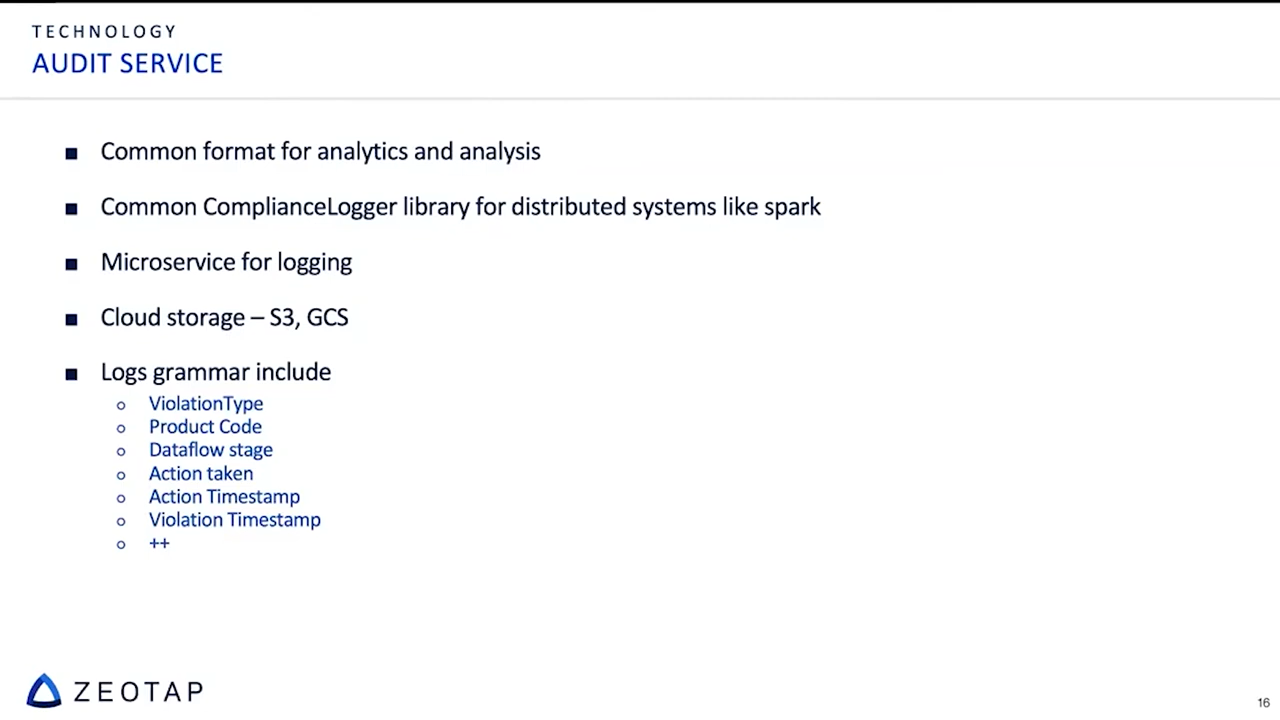 TECHNOLOGY
AUDIT SERVICE
■ Common format for analytics and analysis
■ Common ComplianceLogger library for distributed systems like spark
■ Microservice for logging
■ Cloud storage – S3, GCS
■ Logs grammar include
○ ViolationType
○ Product Code
○ Dataflow stage
○ Action taken
○ Action Timestamp
○ Violation Timestamp
○ ++
ZEOTAP
16